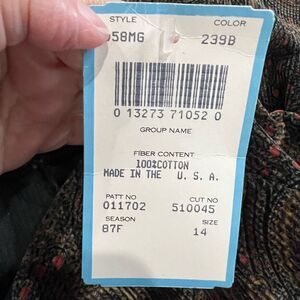 STYLE COLOR
58MG 239B
0 13273 71052 0
GROUP NAME
FIBER CONTENT
100%COTTON
MADE IN THE U. S. A.
PATT NO CUT NO
011702 510045
SEASON SIZE
87F 14